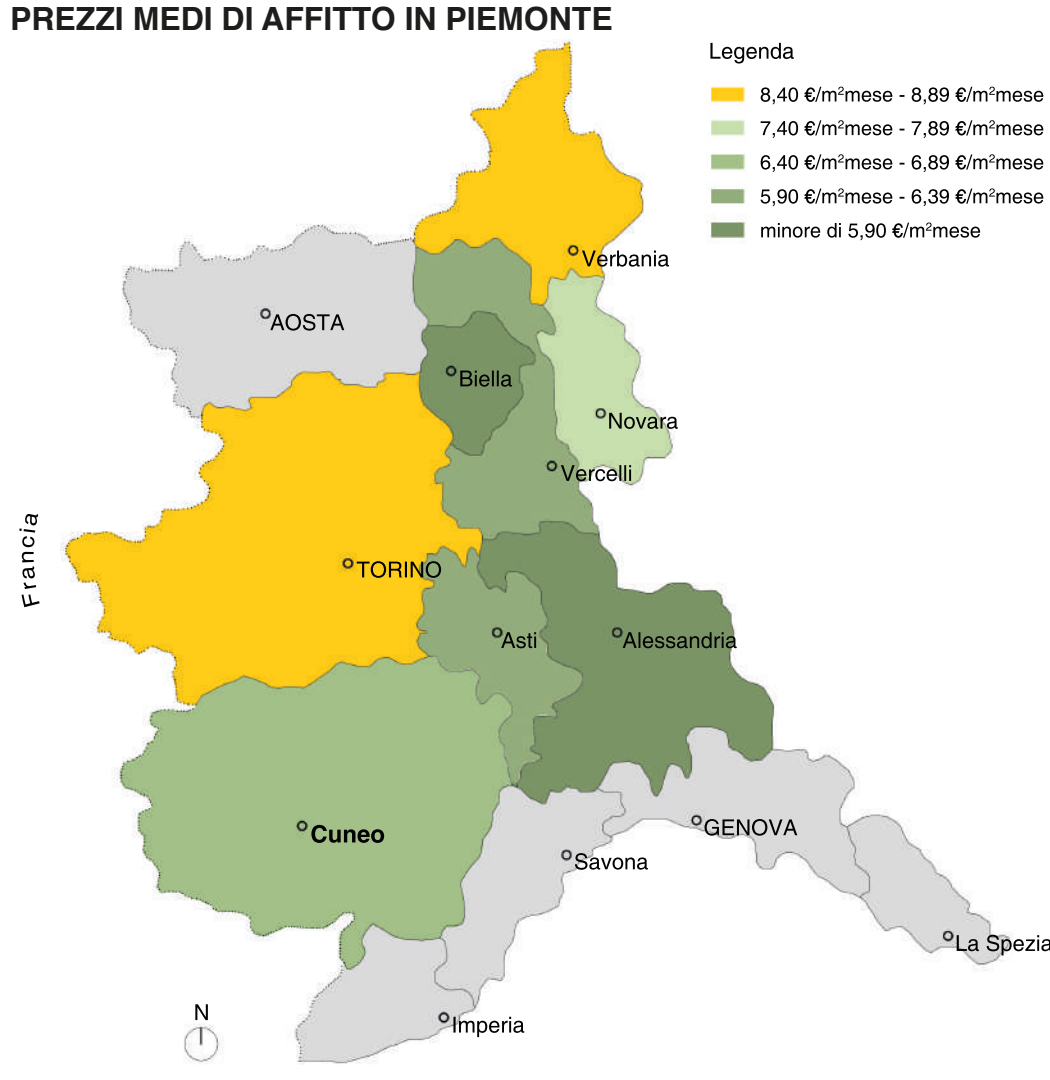 PREZZI MEDI DI AFFITTO IN PIEMONTE
Legenda
8,40 €/m²mese - 8,89 €/m²mese
7,40 €/m²mese - 7,89 €/m²mese
6,40 €/m²mese - 6,89 €/m²mese
5,90 €/m²mese - 6,39 €/m²mese
minore di 5,90 €/m²mese
Verbania
AOSTA
Biella
Novara
Vercelli
Francia
TORINO
Asti
Alessandria
Cuneo
GENOVA
Savona
La Spezia
N
Imperia